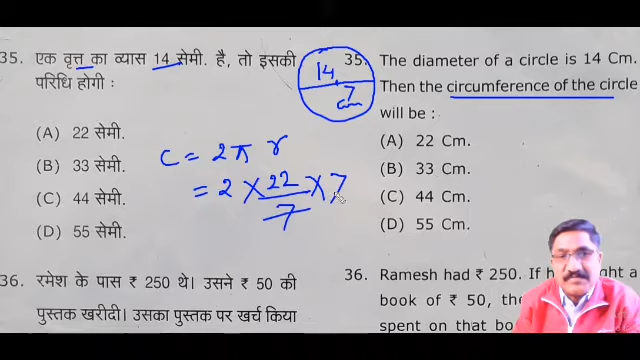 35. एक वृत्त का व्यास 14 सेमी. है, तो इसकी
परिधि होगी :
(A) 22 सेमी.
(B) 33 सेमी.
(C) 44 सेमी.
(D) 55 सेमी.
36. रमेश के पास ₹ 250 थे। उसने ₹ 50 की
पुस्तक खरीदी। उसका पुस्तक पर खर्च किया
14
7
cm
C = 2π r
= 2 × 22/7 × 7
35. The diameter of a circle is 14 Cm.
Then the circumference of the circle
will be :
(A) 22 Cm.
(B) 33 Cm.
(C) 44 Cm.
(D) 55 Cm.
36. Ramesh had ₹ 250. If h ght a
book of ₹ 50, the
spent on that bo